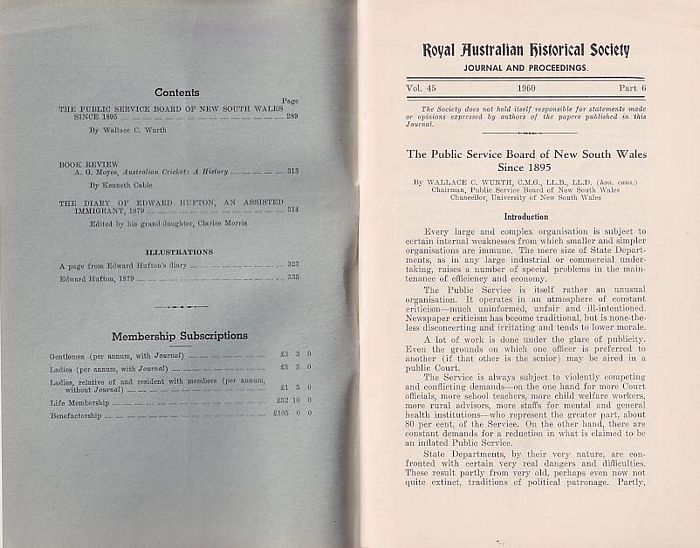 Contents
Page
THE PUBLIC SERVICE BOARD OF NEW SOUTH WALES
SINCE 1895 289
By Wallace C. Wurth
BOOK REVIEW
A. G. Moyes, Australian Cricket: A History 313
By Kenneth Cable
THE DIARY OF EDWARD HUFTON, AN ASSISTED
IMMIGRANT, 1879 314
Edited by his grand-daughter, Clarice Morris
ILLUSTRATIONS
A page from Edward Hufton's diary 323
Edward Hufton, 1879 335
Membership Subscriptions
Gentlemen (per annum, with Journal) £3 3 0
Ladies (per annum, with Journal) £3 3 0
Ladies, relative of and resident with members (per annum,
without Journal) £1 5 0
Life Membership £52 10 0
Benefactorship £105 0 0
Royal Australian Historical Society
JOURNAL AND PROCEEDINGS.
Vol. 45 1960 Part 6
The Society does not hold itself responsible for statements made
or opinions expressed by authors of the papers published in this
Journal.
The Public Service Board of New South Wales
Since 1895
By WALLACE C. WURTH, C.M.G., LL.B., LL.D. (hon. caus.)
Chairman, Public Service Board of New South Wales
Chancellor, University of New South Wales
Introduction
Every large and complex organisation is subject to
certain internal weaknesses from which smaller and simpler
organisations are immune. The mere size of State Depart-
ments, as in any large industrial or commercial under-
taking, raises a number of special problems in the main-
tenance of efficiency and economy.
The Public Service is itself rather an unusual
organisation. It operates in an atmosphere of constant
criticism—much uninformed, unfair and ill-intentioned.
Newspaper criticism has become traditional, but is none-the-
less disconcerting and irritating and tends to lower morale.
A lot of work is done under the glare of publicity.
Even the grounds on which one officer is preferred to
another (if that other is the senior) may be aired in a
public Court.
The Service is always subject to violently competing
and conflicting demands—on the one hand for more Court
officials, more school teachers, more child welfare workers,
more rural advisors, more staffs for mental and general
health institutions—who represent the greater part, about
80 per cent, of the Service. On the other hand, there are
constant demands for a reduction in what is claimed to be
an inflated Public Service.
State Departments, by their very nature, are con-
fronted with certain very real dangers and difficulties.
These result partly from very old, perhaps even now not
quite extinct, traditions of political patronage. Partly,